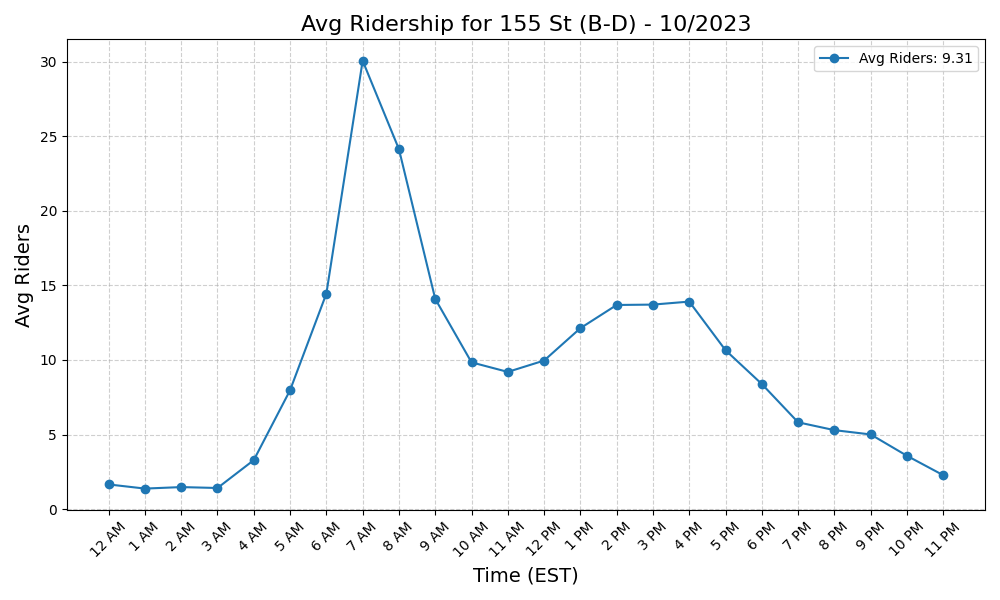 Avg Ridership for 155 St (B-D) - 10/2023
Avg Riders: 9.31
Avg Riders
30
25
20
15
10
5
0
12 AM
1 AM
2 AM
3 AM
4 AM
5 AM
6 AM
7 AM
8 AM
9 AM
10 AM
11 AM
12 PM
1 PM
2 PM
3 PM
4 PM
5 PM
6 PM
7 PM
8 PM
9 PM
10 PM
11 PM
Time (EST)